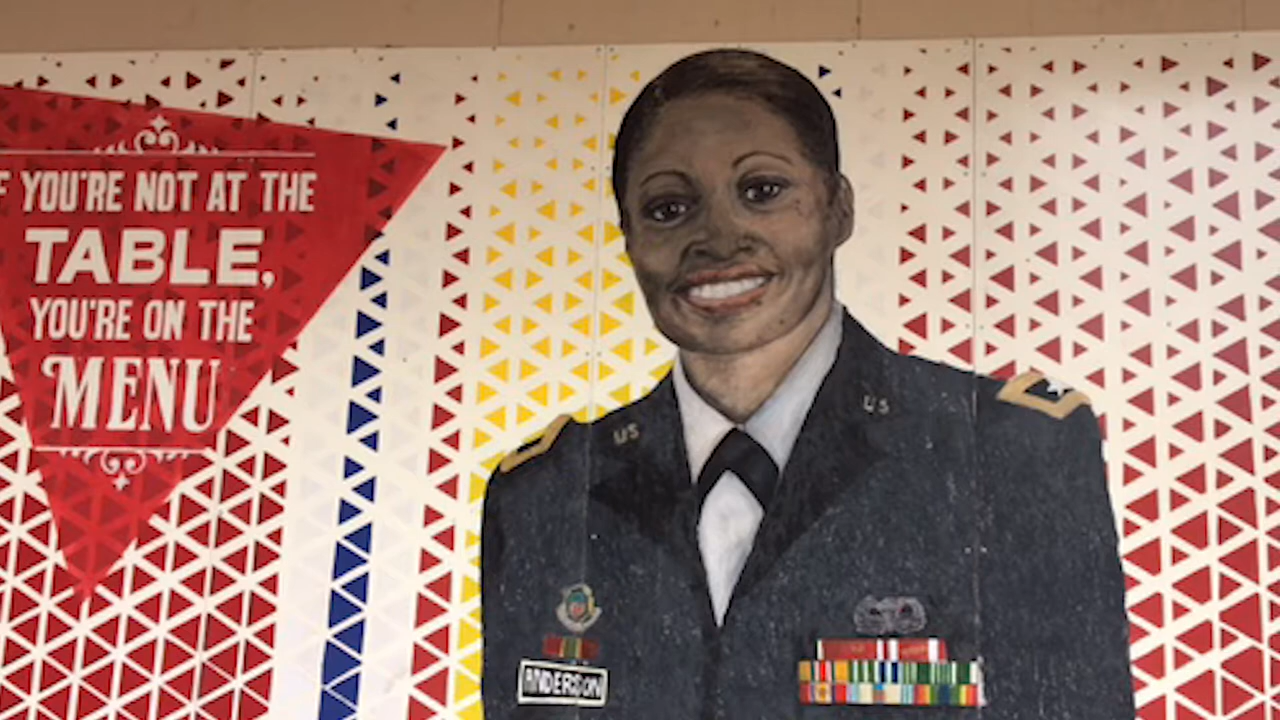 F YOU'RE NOT AT THE
TABLE,
YOU'RE ON THE
MENU
US
US
ANDERSON